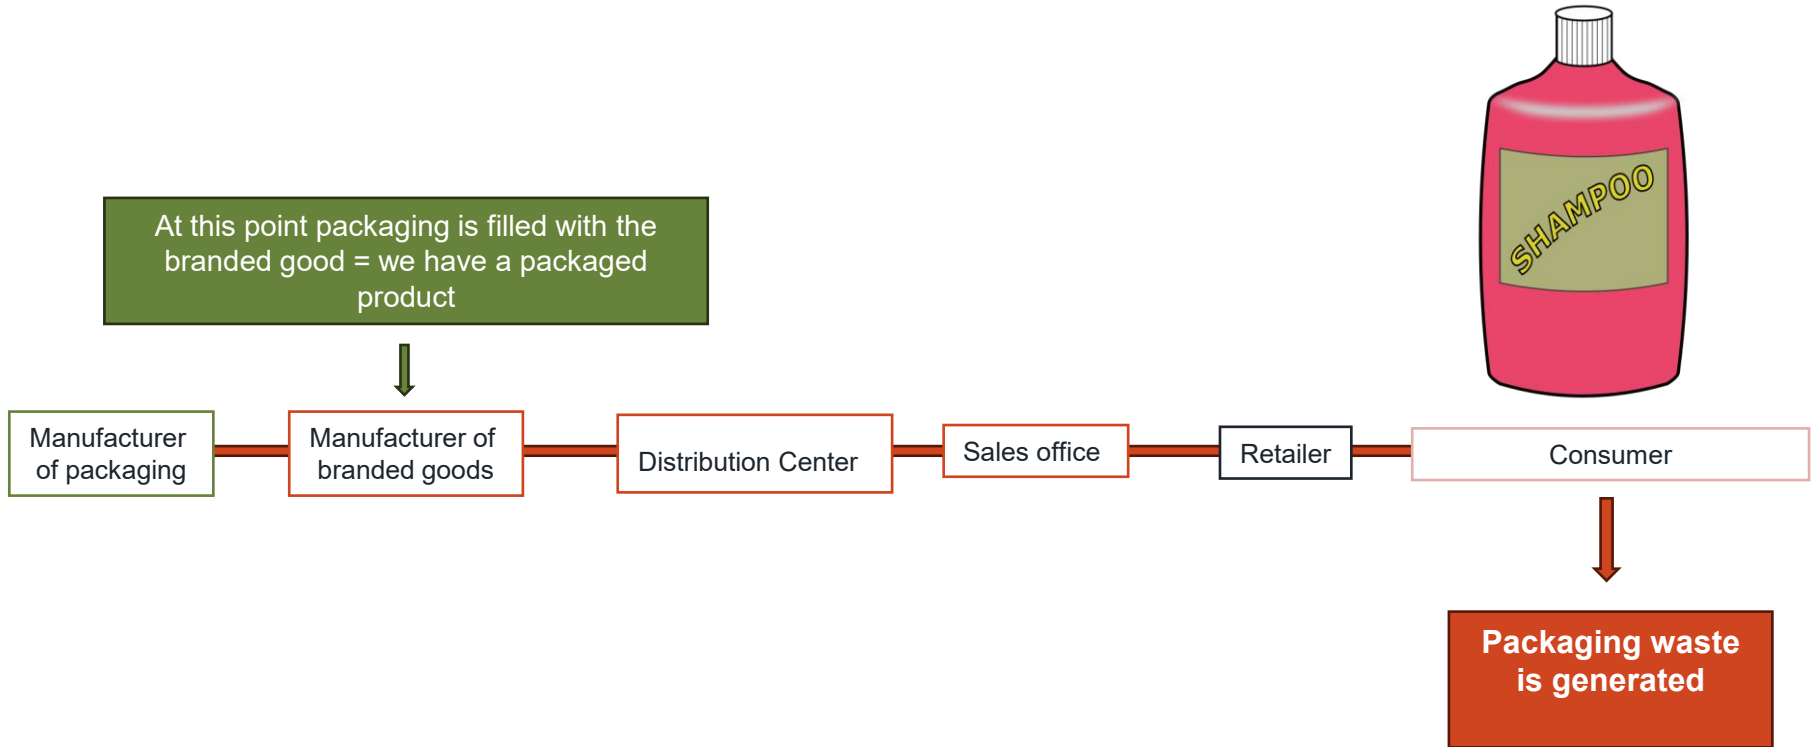 SHAMPOO
At this point packaging is filled with the
branded good = we have a packaged
product
Manufacturer
of packaging
Manufacturer of
branded goods
Distribution Center
Sales office
Retailer
Consumer
Packaging waste
is generated